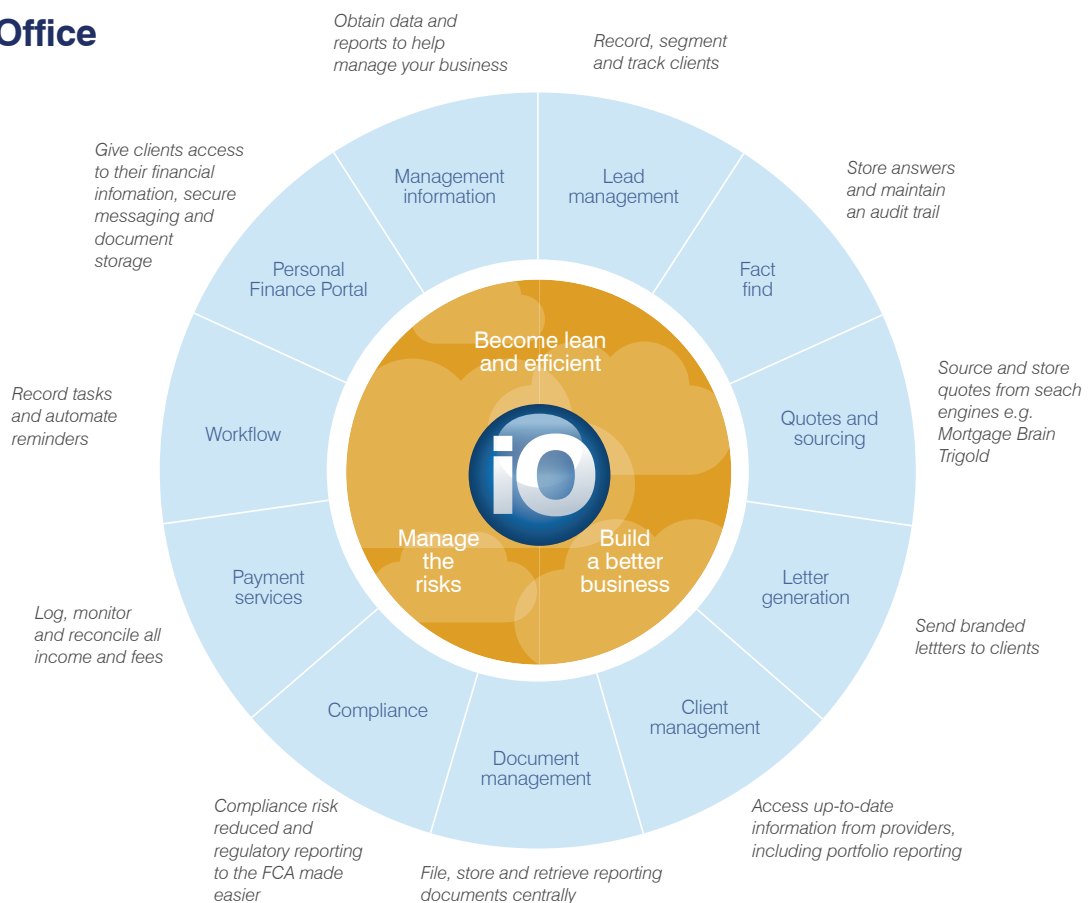 Office
Obtain data and
reports to help
manage your business
Record, segment
and track clients
Give clients access
to their financial
infomation, secure
messaging and
document
storage
Store answers
and maintain
an audit trail
Management
information
Lead
management
Personal
Finance Portal
Fact
find
Become lean
and efficient
Record tasks
and automate
reminders
Source and store
quotes from seach
engines e.g.
Mortgage Brain
Trigold
Workflow
Quotes and
sourcing
iO
Manage
the
risks
Build
a better
business
Payment
services
Letter
generation
Log, monitor
and reconcile all
income and fees
Send branded
lettters to clients
Compliance
Client
management
Document
management
Compliance risk
reduced and
regulatory reporting
to the FCA made
easier
Access up-to-date
information from providers,
including portfolio reporting
File, store and retrieve reporting
documents centrally